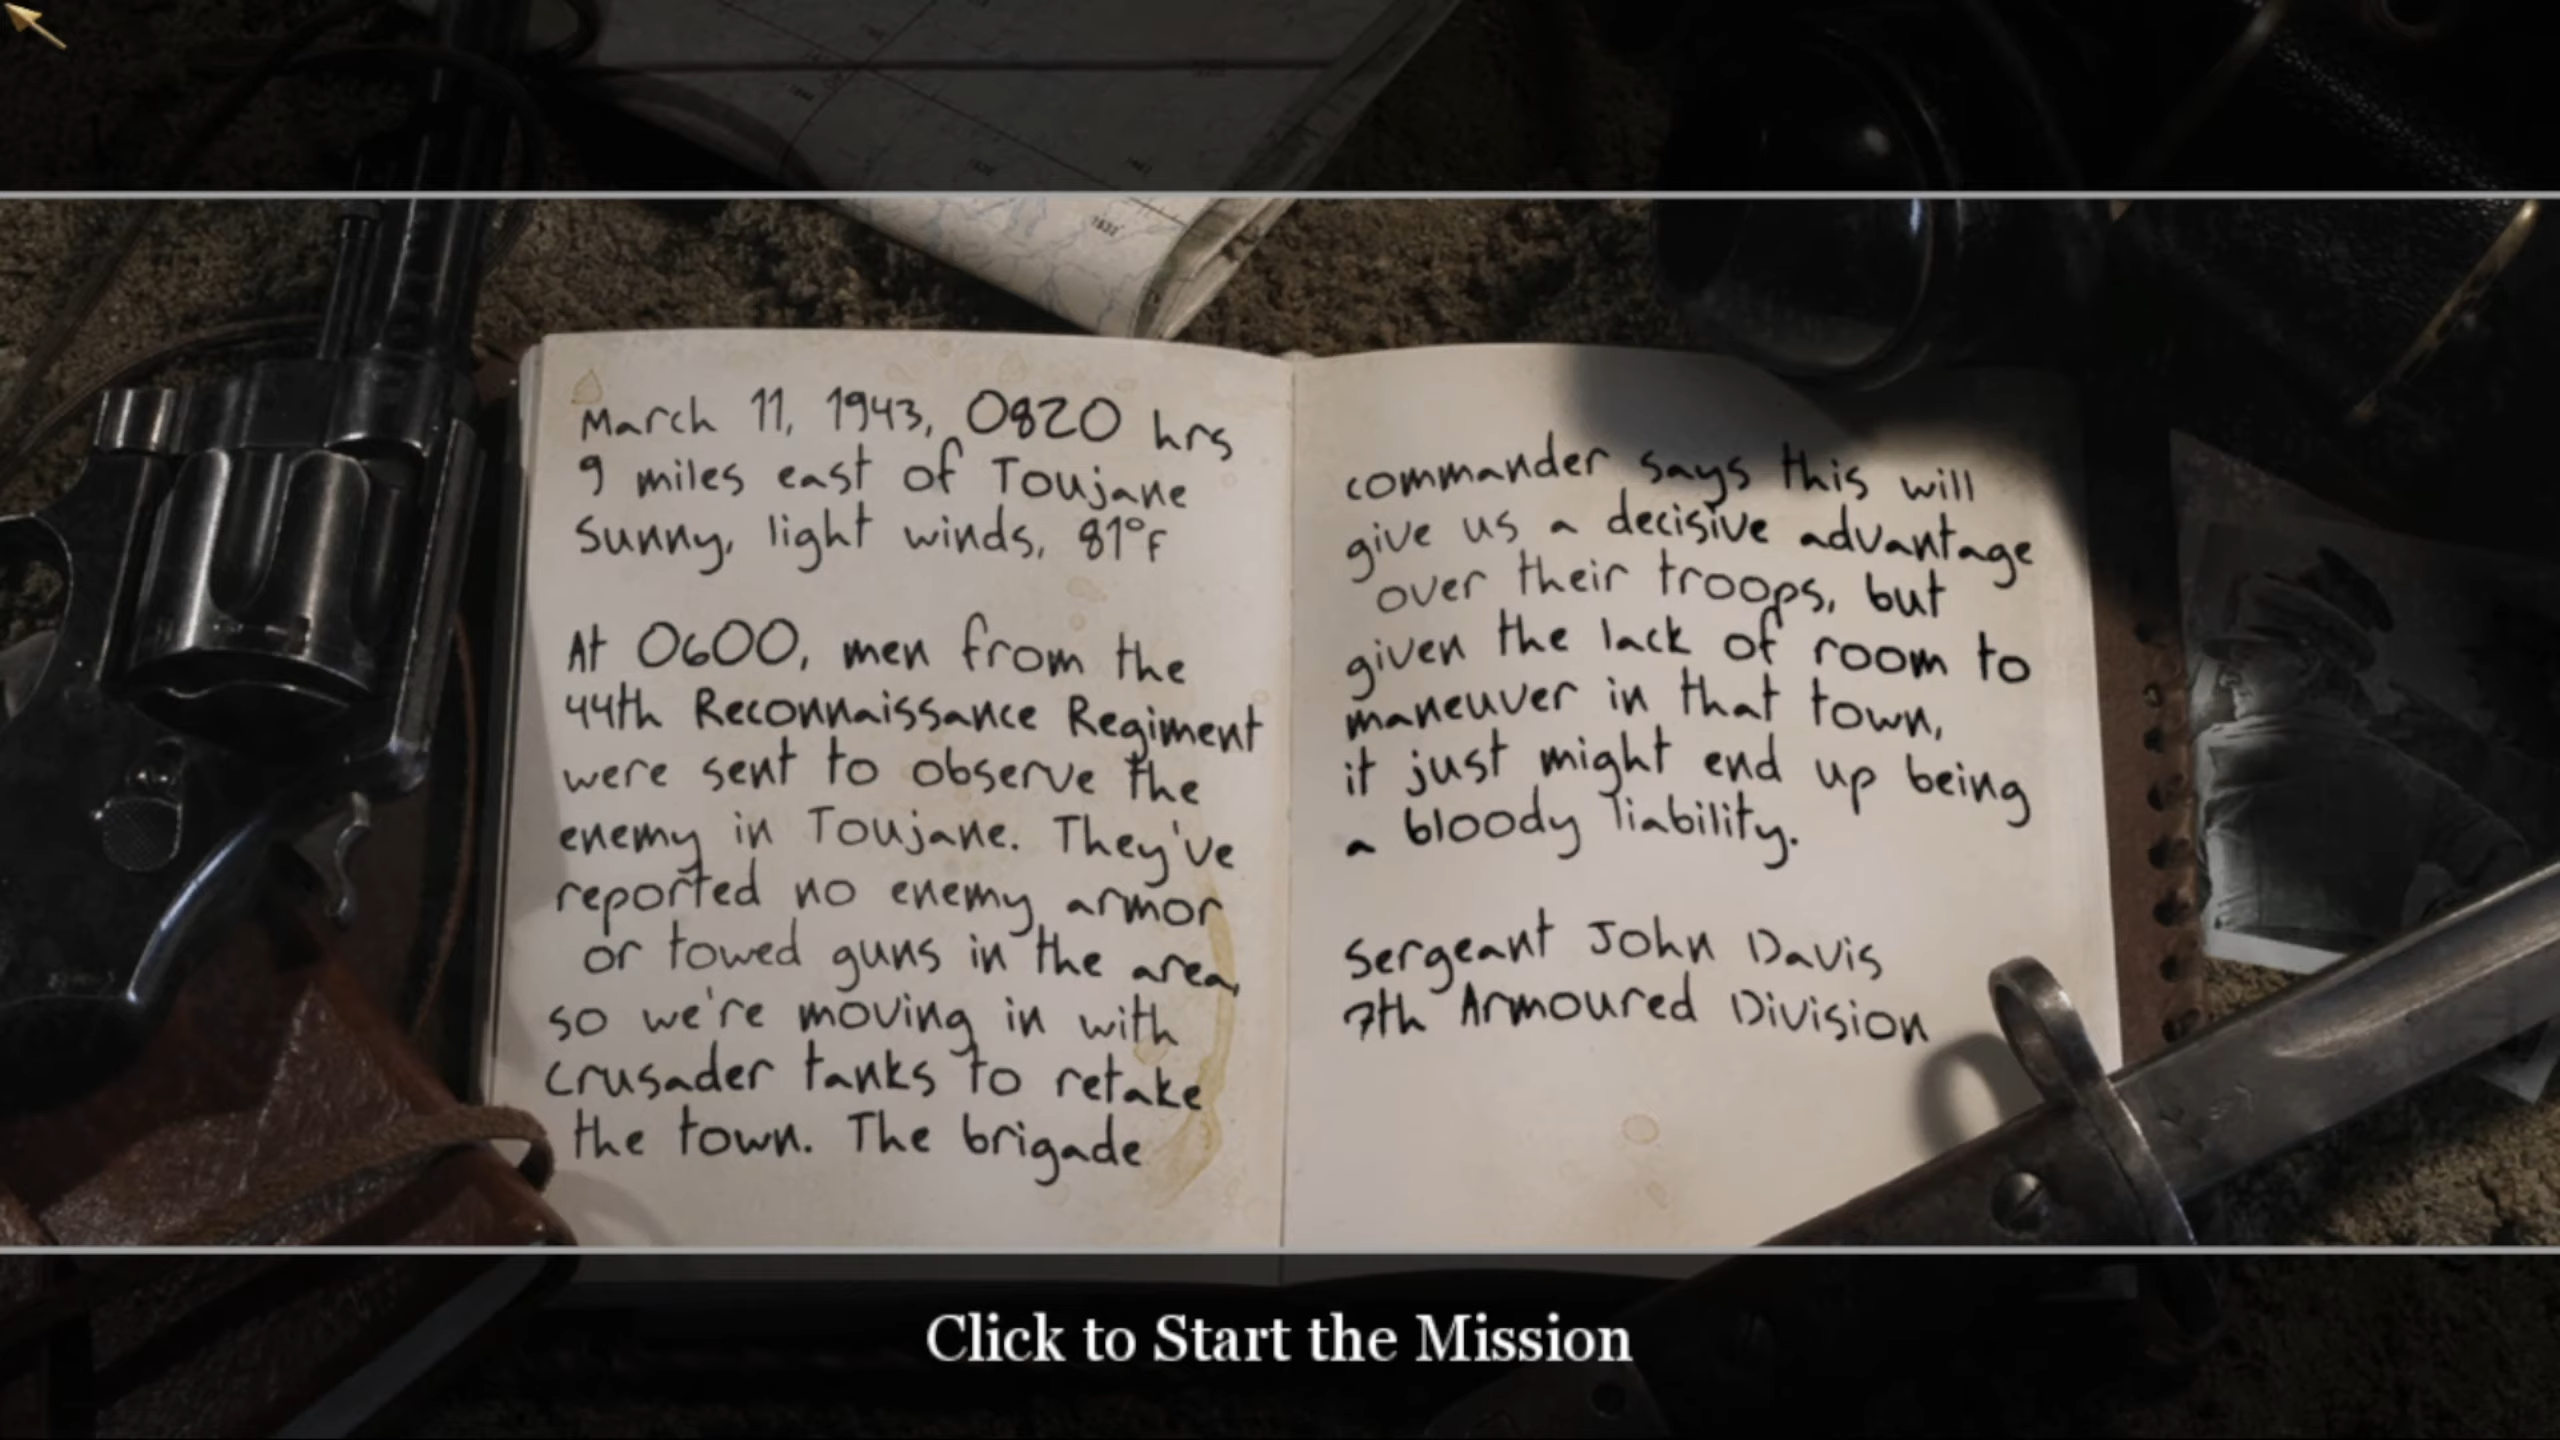 March 11, 1943, 0820 hrs
9 miles east of Toujane
Sunny, light winds, 81°F
At 0600, men from the
44th Reconnaissance Regiment
were sent to observe the
enemy in Toujane. They've
reported no enemy armor
or towed guns in the area,
so we're moving in with
crusader tanks to retake
the town. The brigade
commander says this will
give us a decisive advantage
over their troops, but
given the lack of room to
maneuver in that town,
it just might end up being
a bloody liability.
Sergeant John Davis
7th Armoured Division
Click to Start the Mission